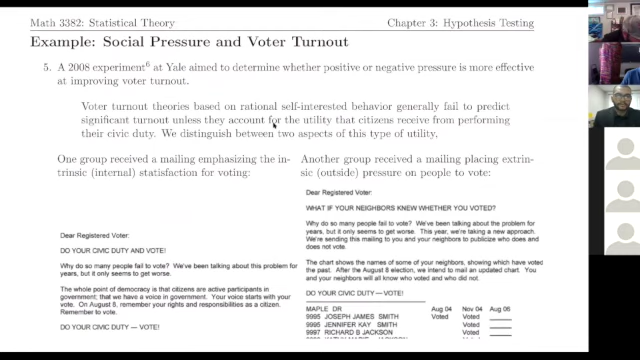 Math 3382: Statistical Theory
Chapter 3: Hypothesis Testing
Example: Social Pressure and Voter Turnout
5. A 2008 experiment⁶ at Yale aimed to determine whether positive or negative pressure is more effective
at improving voter turnout.
Voter turnout theories based on rational self-interested behavior generally fail to predict
significant turnout unless they account for the utility that citizens receive from performing
their civic duty. We distinguish between two aspects of this type of utility,
One group received a mailing emphasizing the in-
trinsic (internal) statisfaction for voting:
Dear Registered Voter:
DO YOUR CIVIC DUTY AND VOTE!
Why do so many people fail to vote? We've been talking about this problem for
years, but it only seems to get worse.
The whole point of democracy is that citizens are active participants in
government; that we have a voice in government. Your voice starts with your
vote. On August 8, remember your rights and responsibilities as a citizen.
Remember to vote.
DO YOUR CIVIC DUTY – VOTE!
Another group received a mailing placing extrin-
sic (outside) pressure on people to vote:
Dear Registered Voter:
WHAT IF YOUR NEIGHBORS KNEW WHETHER YOU VOTED?
Why do so many people fail to vote? We've been talking about the problem for
years, but it only seems to get worse. This year, we're taking a new approach.
We're sending this mailing to you and your neighbors to publicize who does and
does not vote.
The chart shows the names of some of your neighbors, showing which have voted
the past. After the August 8 election, we intend to mail an updated chart. You
and your neighbors will all know who voted and who did not.
DO YOUR CIVIC DUTY — VOTE!
MAPLE DR Aug 04 Nov 04 Aug 06
9995 JOSEPH JAMES SMITH Voted Voted
9995 JENNIFER KAY SMITH Voted
9997 RICHARD B JACKSON Voted